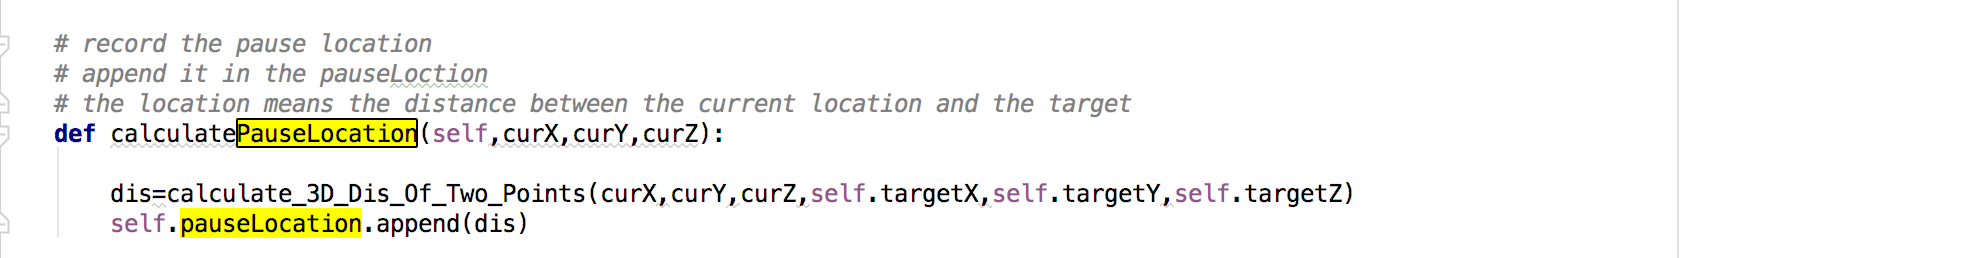 # record the pause location
# append it in the pauseLoction
# the location means the distance between the current location and the target
def calculatePauseLocation(self,curX,curY,curZ):
dis=calculate_3D_Dis_Of_Two_Points(curX,curY,curZ,self.targetX,self.targetY,self.targetZ)
self.pauseLocation.append(dis)